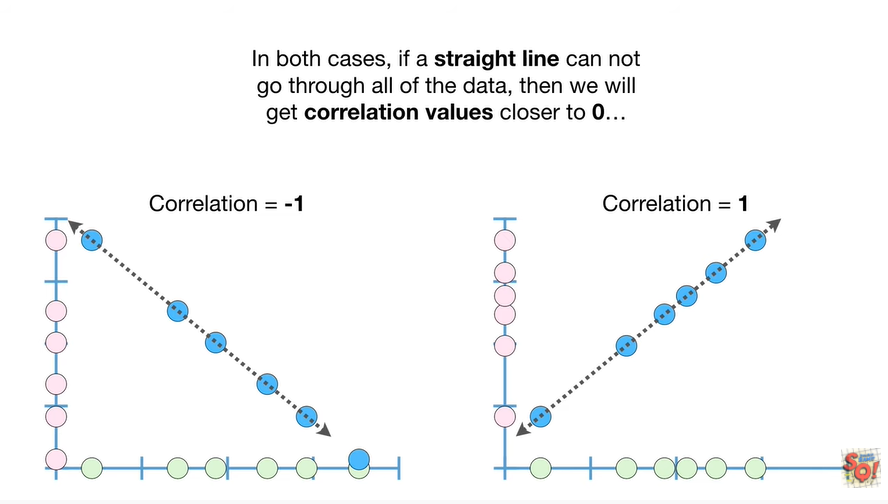 In both cases, if a straight line can not
go through all of the data, then we will
get correlation values closer to 0…
Correlation = -1
Correlation = 1
SQ!